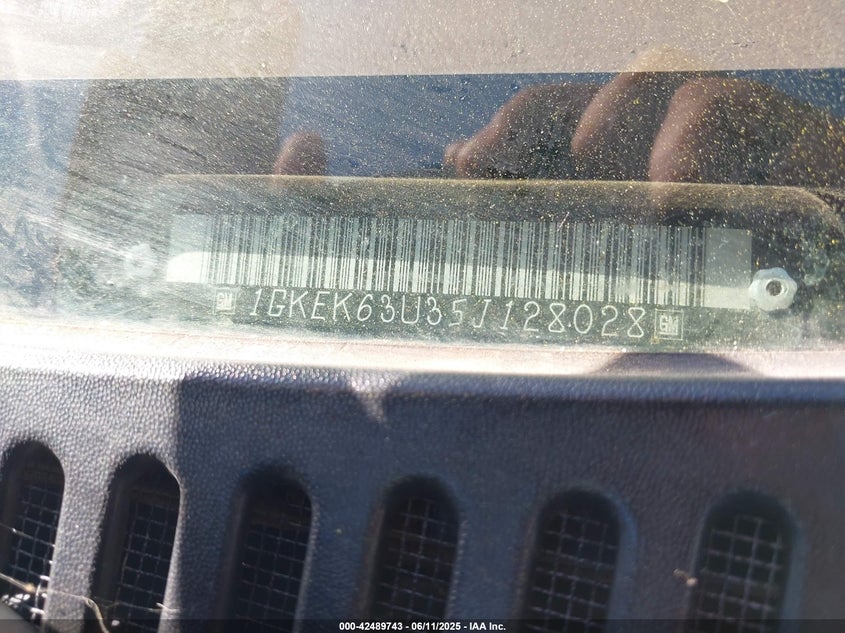 GM 1GKEK63U35J128028 GM
000-42489743 - 06/11/2025 - IAA Inc.